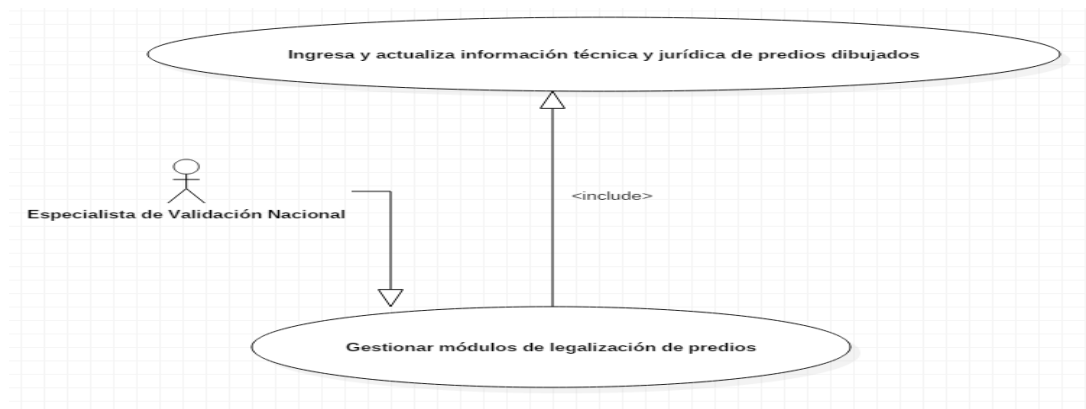 Ingresa y actualiza información técnica y jurídica de predios dibujados
<include>
Especialista de Validación Nacional
Gestionar módulos de legalización de predios